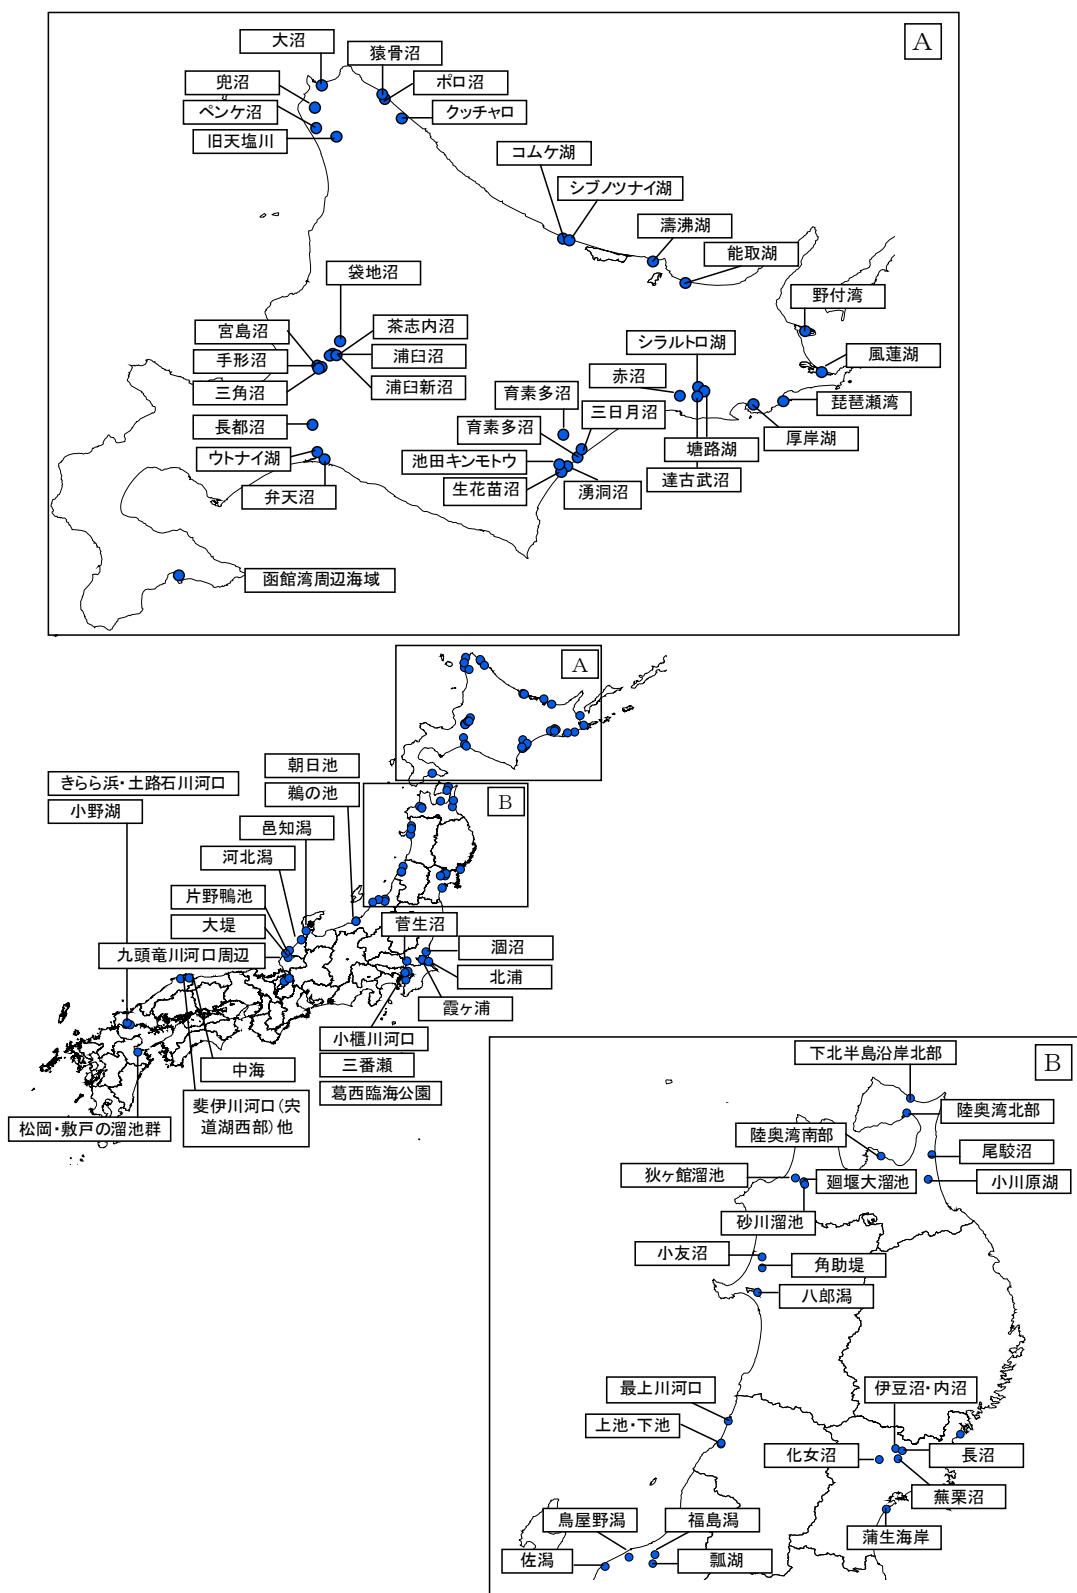 A
大沼
猿骨沼
兜沼
ポロ沼
ペンケ沼
クッチャロ
旧天塩川
コムケ湖
シブノツナイ湖
濤沸湖
能取湖
袋地沼
野付湾
宮島沼
茶志内沼
シラルトロ湖
手形沼
浦臼沼
風蓮湖
三角沼
浦臼新沼
赤沼
育素多沼
三日月沼
琵琶瀬湾
長都沼
育素多沼
厚岸湖
塘路湖
ウトナイ湖
池田キンモトウ
達古武沼
弁天沼
生花苗沼
湧洞沼
函館湾周辺海域
A
朝日池
きらら浜・土路石川河口
鵜の池
B
小野湖
邑知潟
河北潟
片野鴨池
大堤
菅生沼
九頭竜川河口周辺
涸沼
北浦
霞ヶ浦
小櫃川河口
三番瀬
中海
葛西臨海公園
斐伊川河口(宍
道湖西部)他
松岡・敷戸の溜池群
下北半島沿岸北部
B
陸奥湾北部
陸奥湾南部
尾駮沼
狄ヶ館溜池
廻堰大溜池
小川原湖
砂川溜池
小友沼
角助堤
八郎潟
最上川河口
伊豆沼・内沼
上池・下池
化女沼
長沼
蕪栗沼
鳥屋野潟
福島潟
蒲生海岸
佐潟
瓢湖